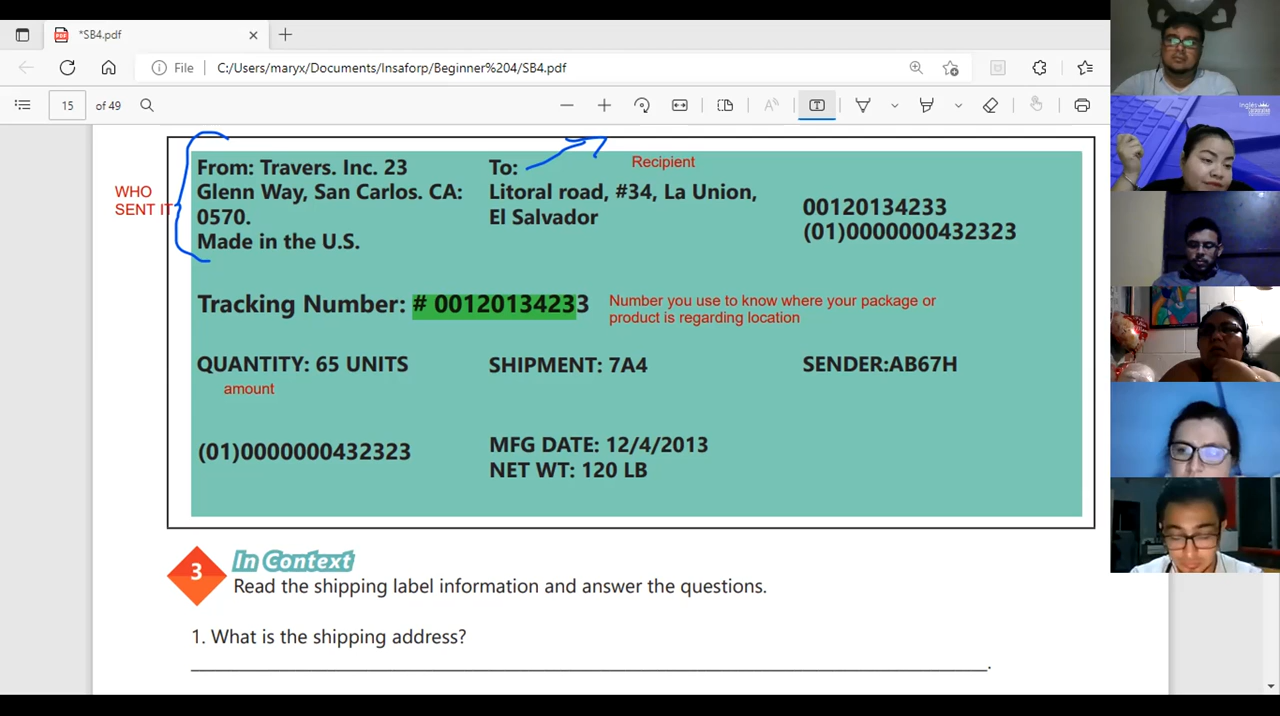 *SB4.pdf
File
C:/Users/maryx/Documents/Insaforp/Beginner%204/SB4.pdf
15
of 49
WHO
SENT IT
From: Travers. Inc. 23
Glenn Way, San Carlos. CA:
0570.
Made in the U.S.
To:
Recipient
Litoral road, #34, La Union,
El Salvador
00120134233
(01)0000000432323
Tracking Number: # 00120134233
Number you use to know where your package or
product is regarding location
QUANTITY: 65 UNITS
amount
SHIPMENT: 7A4
SENDER:AB67H
(01)0000000432323
MFG DATE: 12/4/2013
NET WT: 120 LB
3
In Context
Read the shipping label information and answer the questions.
1. What is the shipping address?
Inglés